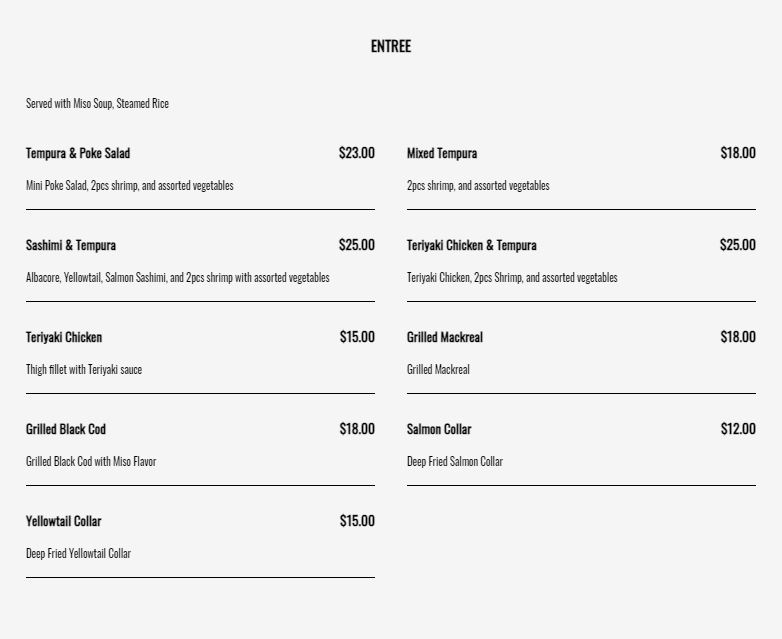 ENTREE
Served with Miso Soup, Steamed Rice
Tempura & Poke Salad $23.00
Mini Poke Salad, 2pcs shrimp, and assorted vegetables
Mixed Tempura $18.00
2pcs shrimp, and assorted vegetables
Sashimi & Tempura $25.00
Albacore, Yellowtail, Salmon Sashimi, and 2pcs shrimp with assorted vegetables
Teriyaki Chicken & Tempura $25.00
Teriyaki Chicken, 2pcs Shrimp, and assorted vegetables
Teriyaki Chicken $15.00
Thigh fillet with Teriyaki sauce
Grilled Mackreal $18.00
Grilled Mackreal
Grilled Black Cod $18.00
Grilled Black Cod with Miso Flavor
Salmon Collar $12.00
Deep Fried Salmon Collar
Yellowtail Collar $15.00
Deep Fried Yellowtail Collar